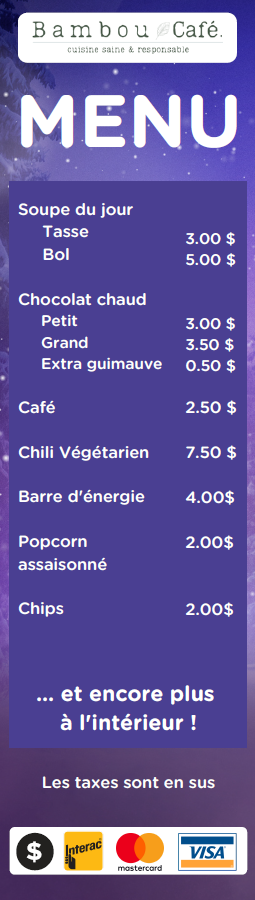 Bambou Café.
cuisine saine & responsable
MENU
Soupe du jour
Tasse 3.00 $
Bol 5.00 $
Chocolat chaud
Petit 3.00 $
Grand 3.50 $
Extra guimauve 0.50 $
Café 2.50 $
Chili Végétarien 7.50 $
Barre d'énergie 4.00$
Popcorn 2.00$
assaisonné
Chips 2.00$
... et encore plus
à l'intérieur !
Les taxes sont en sus
$ Interac mastercard VISA